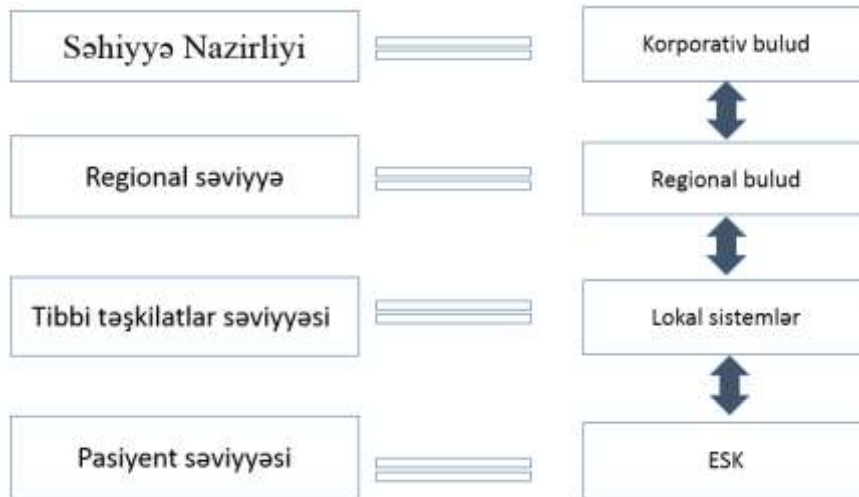 Səhiyyə Nazirliyi
Korporativ bulud
Regional səviyyə
Regional bulud
Tibbi təşkilatlar səviyyəsi
Lokal sistemlər
Pasiyent səviyyəsi
ESK